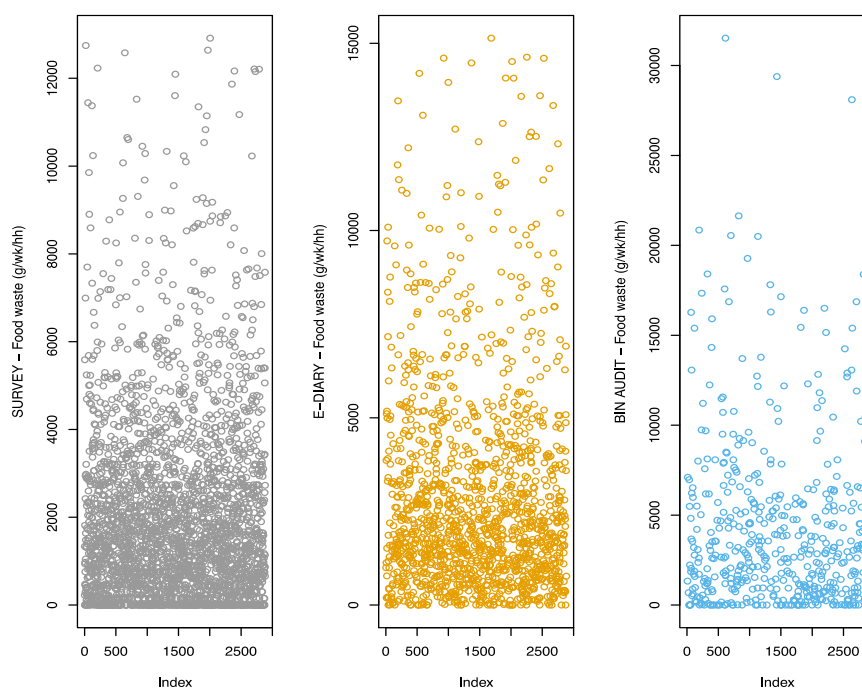 SURVEY – Food waste (g/wk/hh)
0 2000 4000 6000 8000 10000 12000
0 500 1500 2500
Index
E–DIARY – Food waste (g/wk/hh)
0 5000 10000 15000
0 500 1500 2500
Index
BIN AUDIT – Food waste (g/wk/hh)
0 5000 10000 15000 20000 25000 30000
0 500 1500 2500
Index